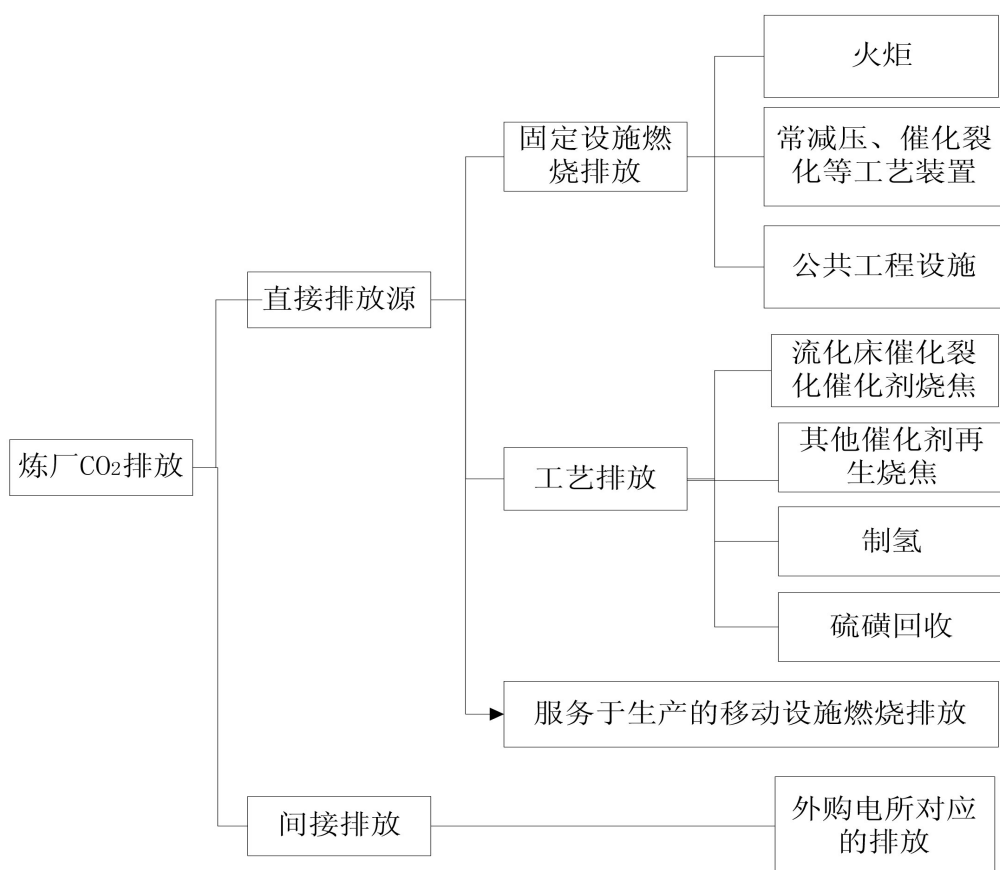 火炬
固定设施燃
烧排放
常减压、催化裂
化等工艺装置
公共工程设施
直接排放源
流化床催化裂
化催化剂烧焦
其他催化剂再
生烧焦
炼厂CO₂排放
工艺排放
制氢
硫磺回收
服务于生产的移动设施燃烧排放
间接排放
外购电所对应
的排放